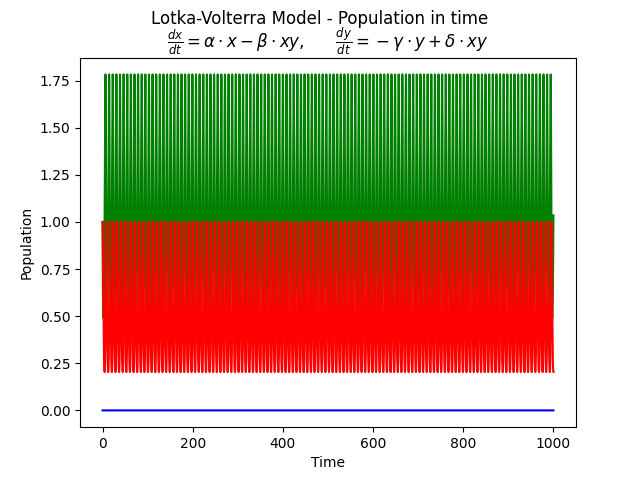 Lotka-Volterra Model - Population in time
dx/dt = α · x − β · xy, dy/dt = −γ · y + δ · xy
1.75
1.50
1.25
1.00
0.75
0.50
0.25
0.00
Population
0 200 400 600 800 1000
Time